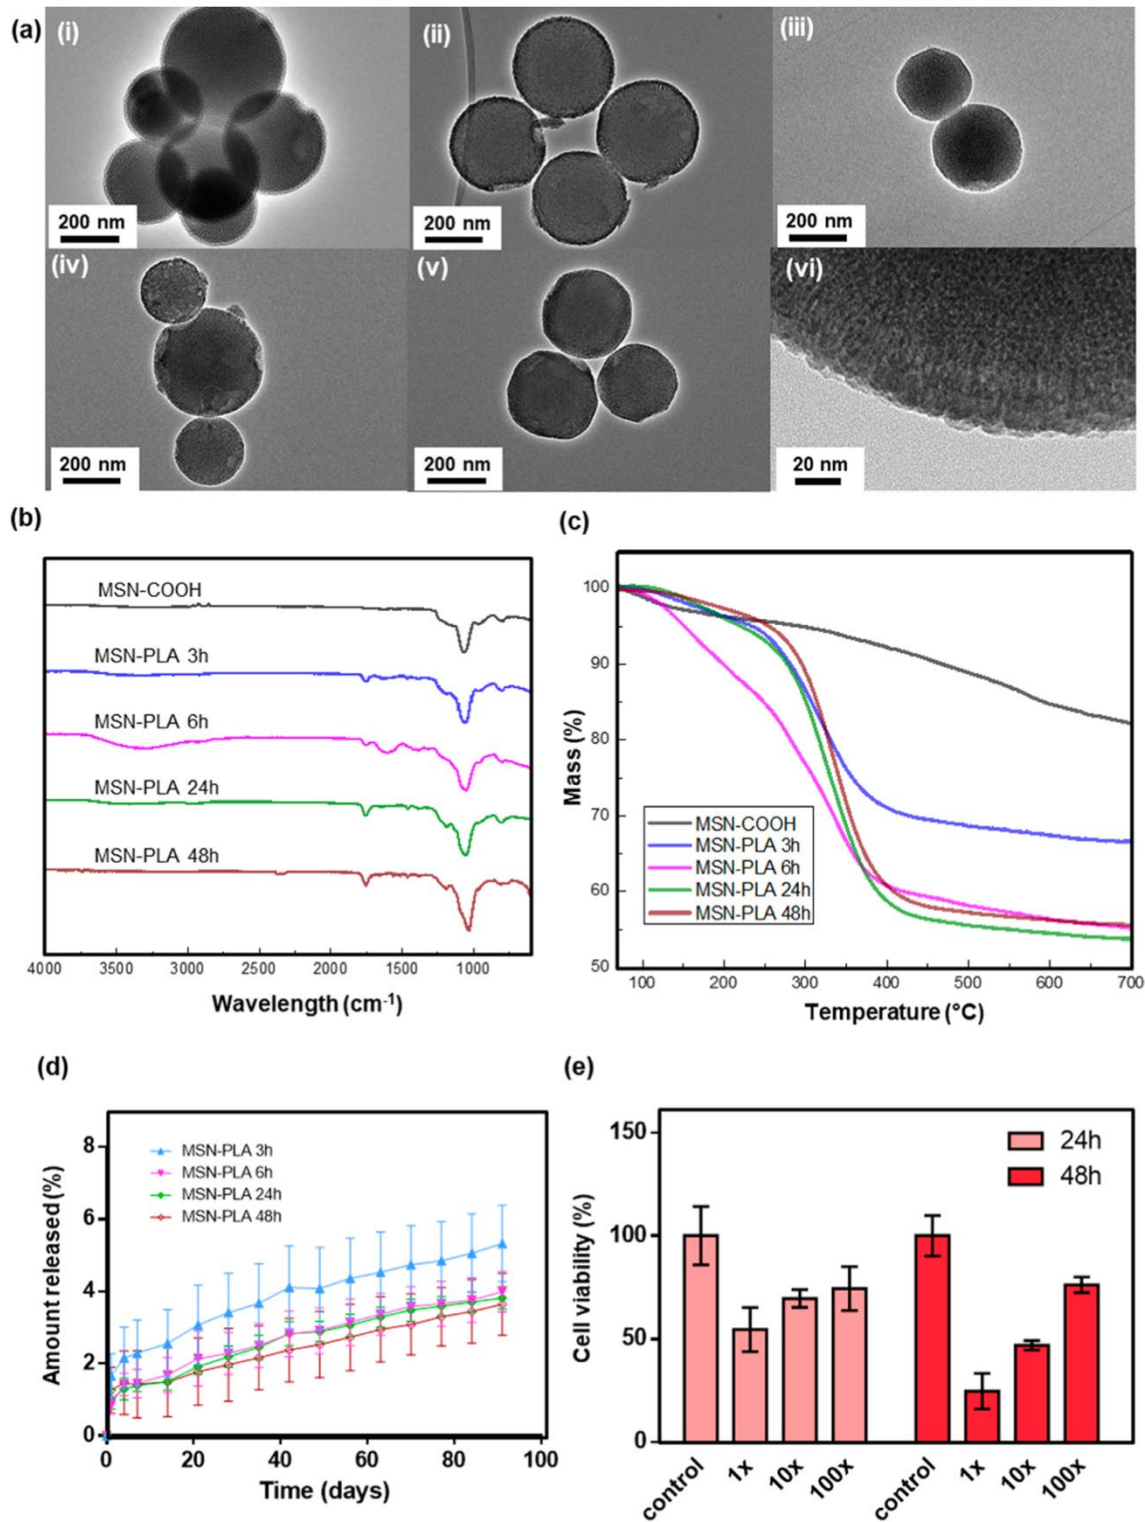 (a)
(i)
(ii)
(iii)
200 nm
200 nm
200 nm
(iv)
(v)
(vi)
200 nm
200 nm
20 nm
(b)
MSN-COOH
MSN-PLA 3h
MSN-PLA 6h
MSN-PLA 24h
MSN-PLA 48h
4000 3500 3000 2500 2000 1500 1000
Wavelength (cm-1)
(c)
100
90
80
70
60
50
Mass (%)
MSN-COOH
MSN-PLA 3h
MSN-PLA 6h
MSN-PLA 24h
MSN-PLA 48h
100 200 300 400 500 600 700
Temperature (°C)
(d)
8
6
4
2
0
Amount released (%)
MSN-PLA 3h
MSN-PLA 6h
MSN-PLA 24h
MSN-PLA 48h
0 20 40 60 80 100
Time (days)
(e)
150
100
50
0
Cell viability (%)
24h
48h
control 1x 10x 100x control 1x 10x 100x